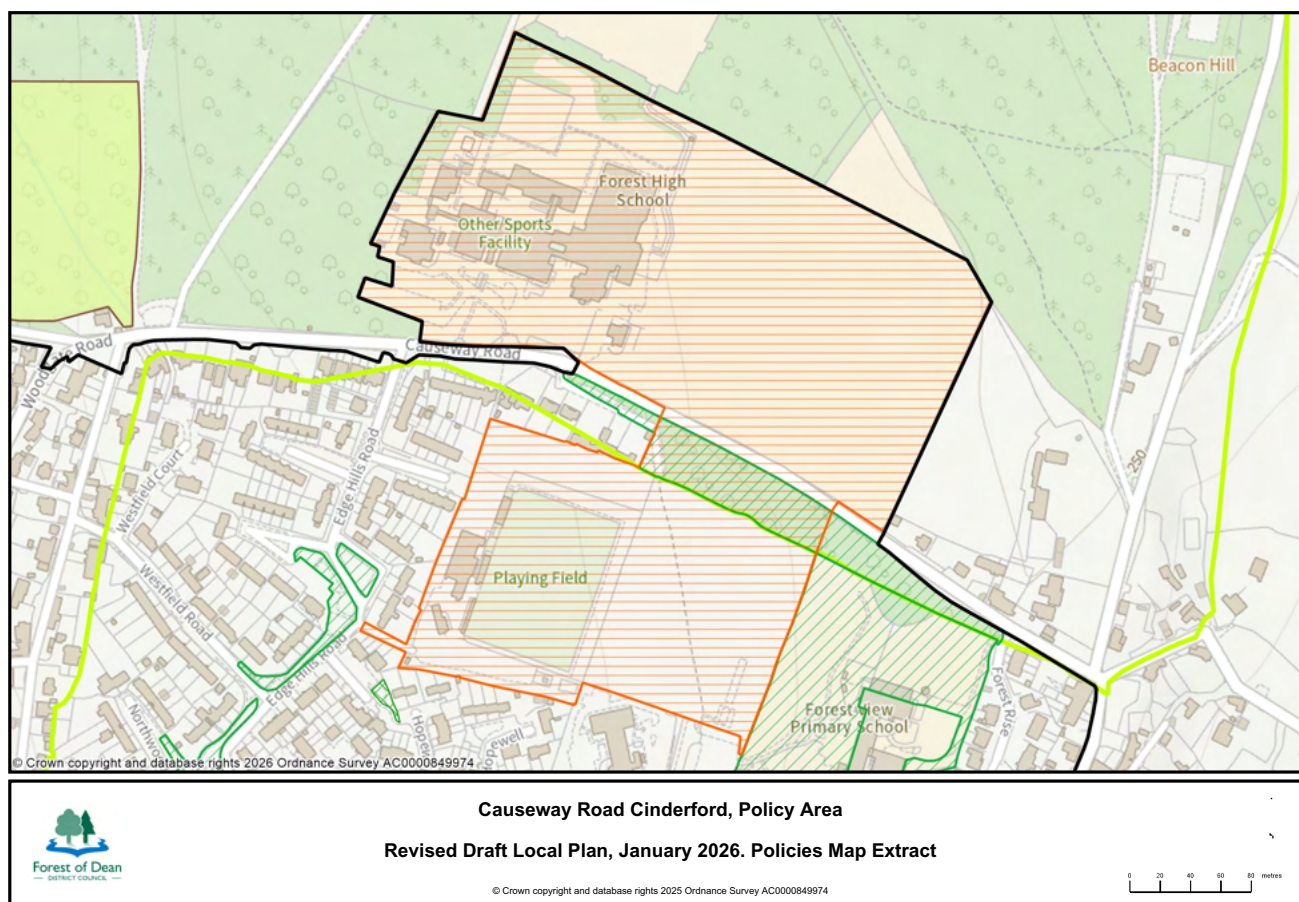 Beacon Hill
Forest High
School
Other Sports
Facility
Causeway Road
Westfield Court
Edge Hills Road
250
Playing Field
Westfield Road
Edge Hills Road
Forest Rise
Forest View
Primary School
© Crown copyright and database rights 2026 Ordnance Survey AC0000849974
Causeway Road Cinderford, Policy Area
Revised Draft Local Plan, January 2026. Policies Map Extract
© Crown copyright and database rights 2025 Ordnance Survey AC0000849974
Forest of Dean
DISTRICT COUNCIL
0 20 40 60 80 metres